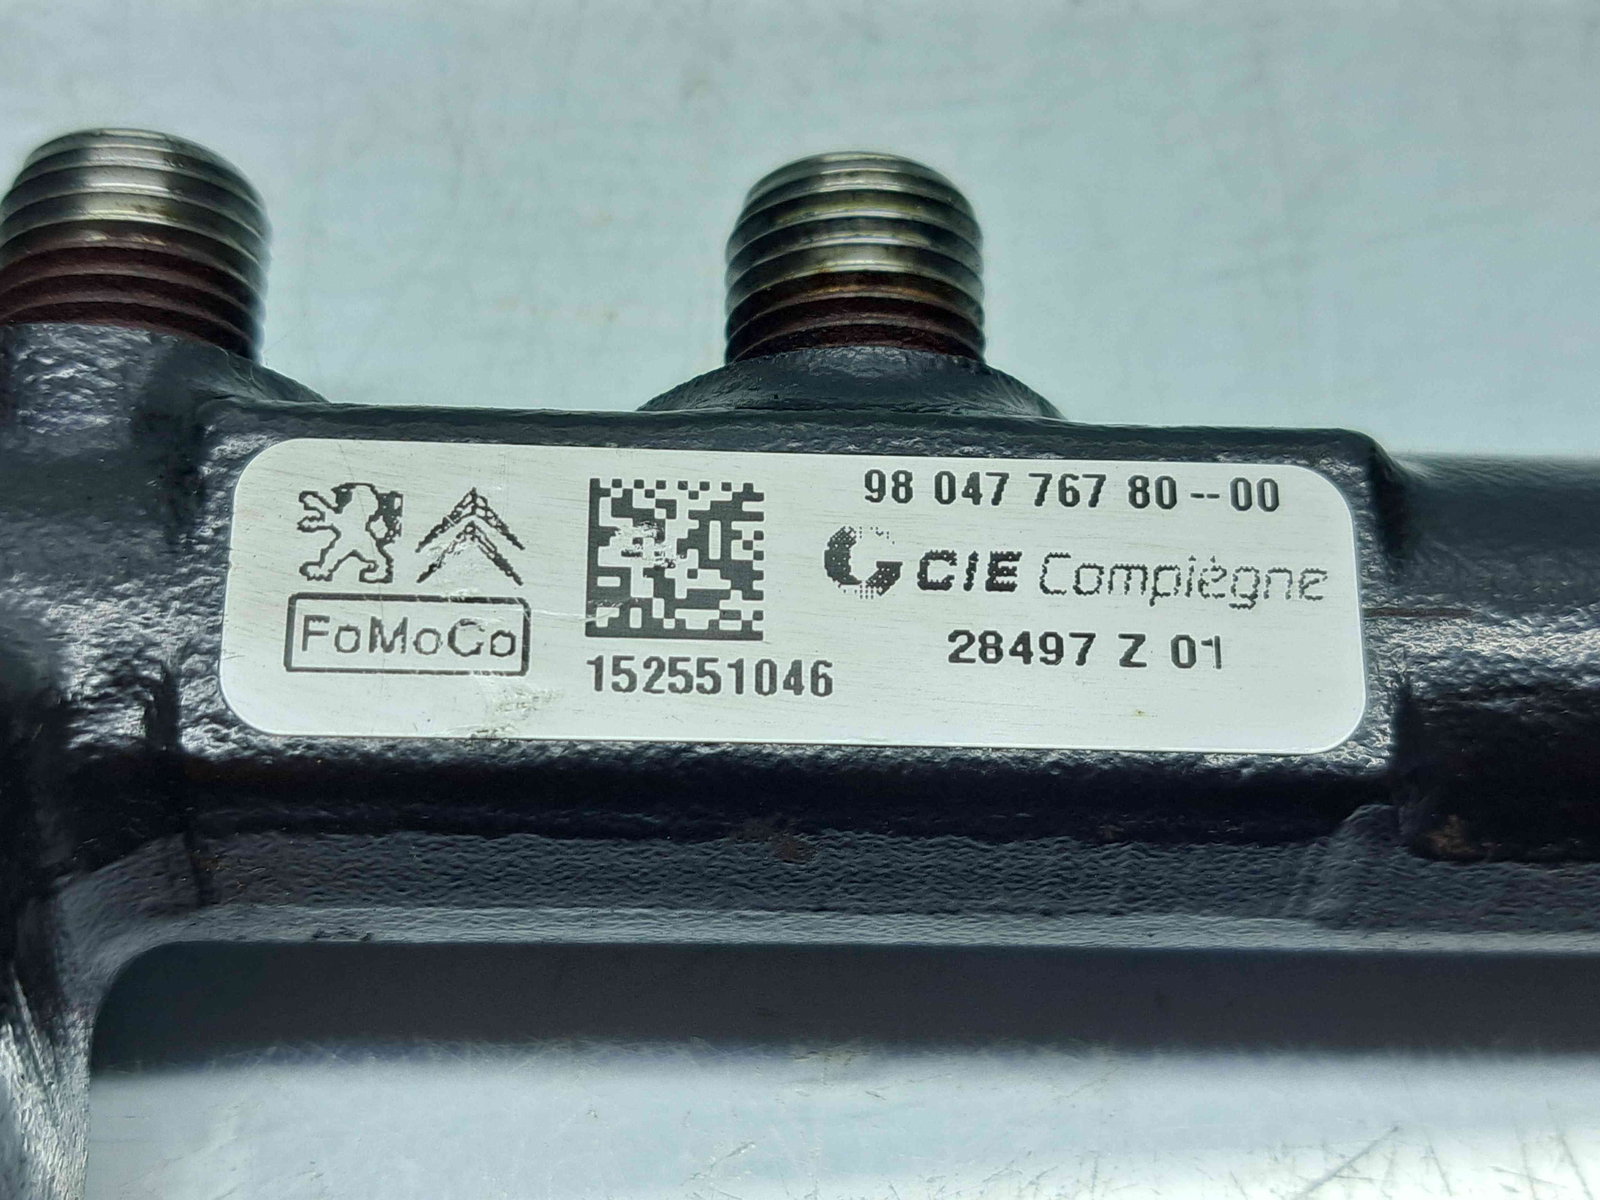 FoMoCo
152551046
98 047 767 80--00
CIE Compiègne
28497 Z 01